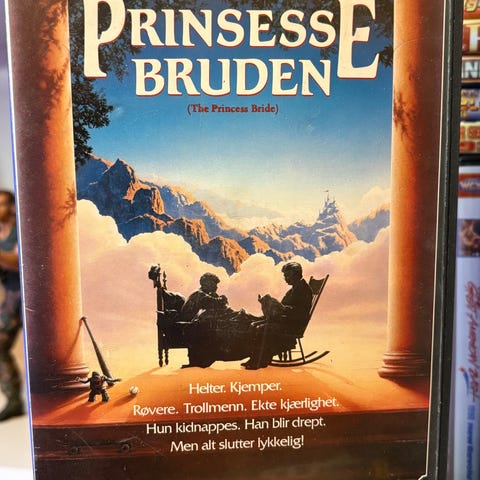 PRINSESSE
BRUDEN
(The Princess Bride)
Helter. Kjemper.
Røvere. Trollmenn. Ekte kjærlighet.
Hun kidnappes. Han blir drept.
Men alt slutter lykkelig!